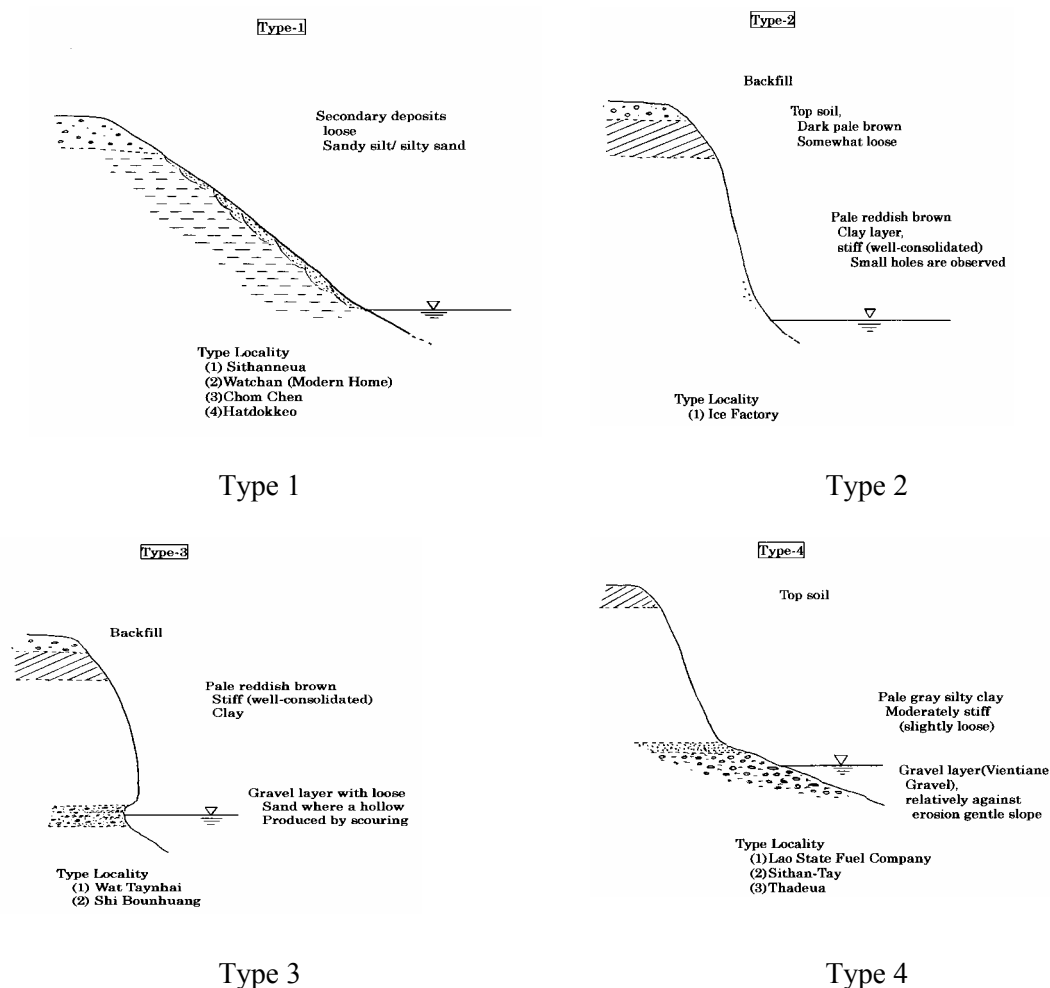 Type-1
Secondary deposits
loose
Sandy silt/ silty sand
Type Locality
(1) Sithanneua
(2)Watchan (Modern Home)
(3)Chom Chen
(4)Hatdokkeo
Type 1
Type-2
Backfill
Top soil,
Dark pale brown
Somewhat loose
Pale reddish brown
Clay layer,
stiff (well-consolidated)
Small holes are observed
Type Locality
(1) Ice Factory
Type 2
Type-3
Backfill
Pale reddish brown
Stiff (well-consolidated)
Clay
Gravel layer with loose
Sand where a hollow
Produced by scouring
Type Locality
(1) Wat Taynhai
(2) Shi Bounhuang
Type 3
Type-4
Top soil
Pale gray silty clay
Moderately stiff
(slightly loose)
Gravel layer(Vientiane
Gravel),
relatively against
erosion gentle slope
Type Locality
(1)Lao State Fuel Company
(2)Sithan-Tay
(3)Thadeua
Type 4